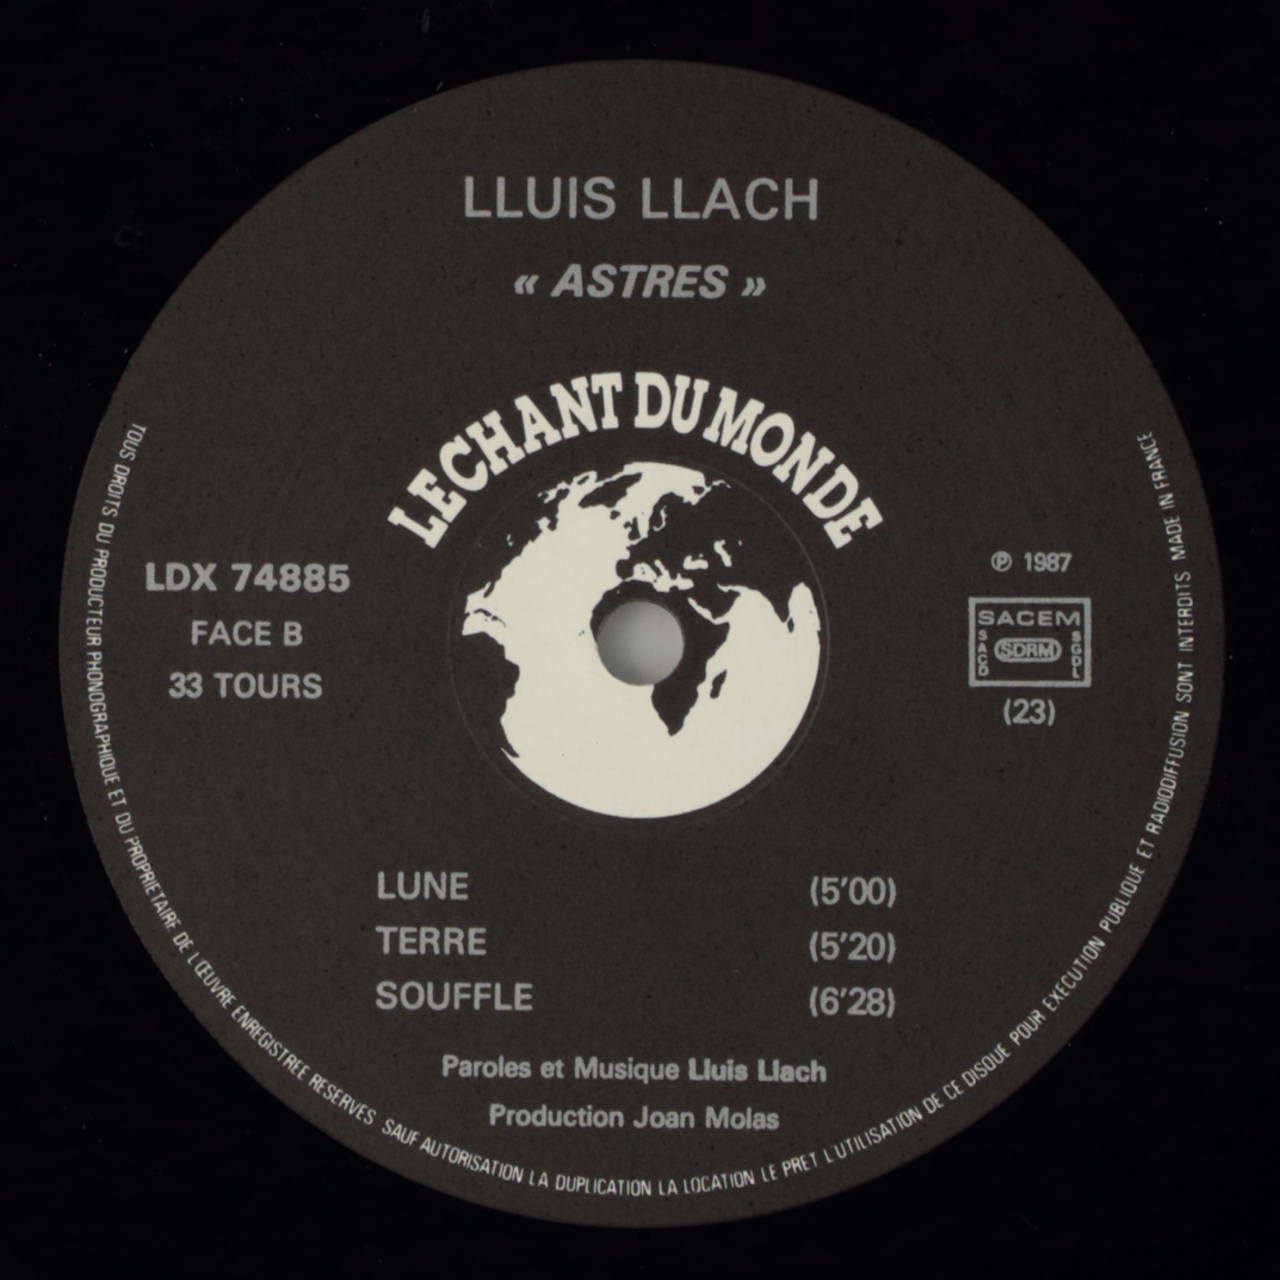 LLUIS LLACH
« ASTRES »
LE CHANT DU MONDE
LDX 74885
FACE B
33 TOURS
℗ 1987
SACEM
SACD
SDRM
SGDL
(23)
LUNE (5'00)
TERRE (5'20)
SOUFFLE (6'28)
Paroles et Musique Lluis Llach
Production Joan Molas
TOUS DROITS DU PRODUCTEUR PHONOGRAPHIQUE ET DU PROPRIETAIRE DE L'ŒUVRE ENREGISTREE RESERVES SAUF AUTORISATION LA DUPLICATION LA LOCATION LE PRET L'UTILISATION DE CE DISQUE POUR EXECUTION PUBLIQUE ET RADIODIFFUSION SONT INTERDITS MADE IN FRANCE